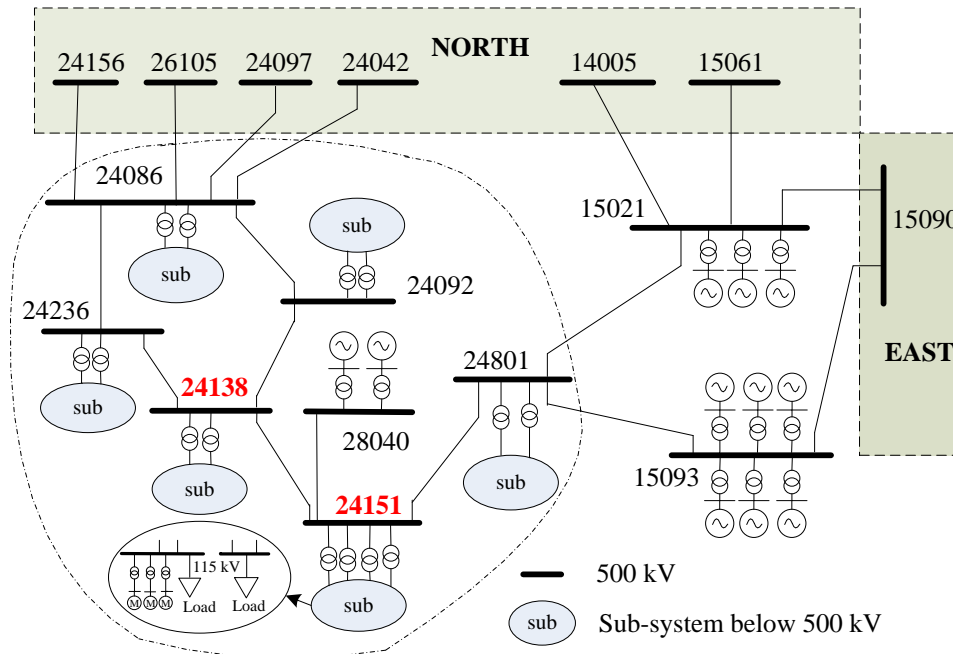 NORTH
24156 26105 24097 24042 14005 15061
24086
sub
15021
15090
sub
24092
24236
EAST
24801
24138
sub
28040
15093
sub
24151
sub
115 kV
Load
Load
M M M
sub
500 kV
sub Sub-system below 500 kV